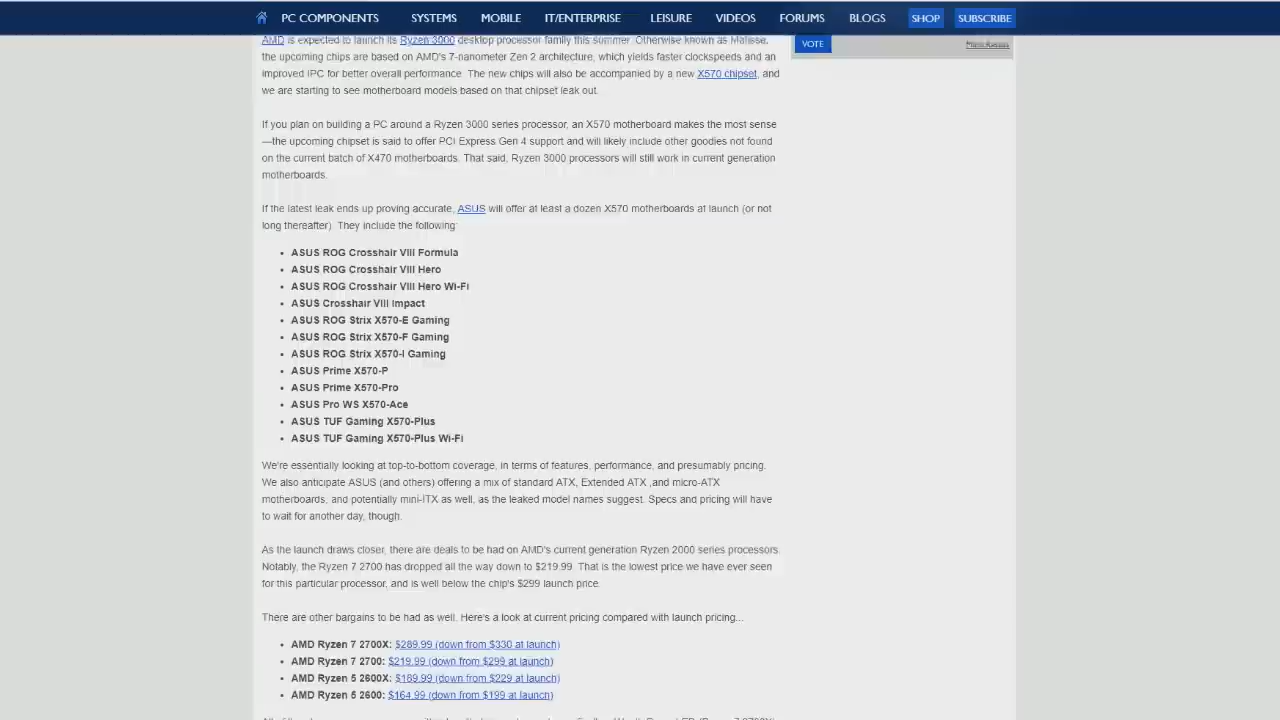 PC COMPONENTS SYSTEMS MOBILE IT/ENTERPRISE LEISURE VIDEOS FORUMS BLOGS SHOP SUBSCRIBE
VOTE
AMD is expected to launch its Ryzen 3000 desktop processor family this summer. Otherwise known as Matisse,
the upcoming chips are based on AMD's 7-nanometer Zen 2 architecture, which yields faster clockspeeds and an
improved IPC for better overall performance. The new chips will also be accompanied by a new X570 chipset, and
we are starting to see motherboard models based on that chipset leak out.
If you plan on building a PC around a Ryzen 3000 series processor, an X570 motherboard makes the most sense
—the upcoming chipset is said to offer PCI Express Gen 4 support and will likely include other goodies not found
on the current batch of X470 motherboards. That said, Ryzen 3000 processors will still work in current generation
motherboards.
If the latest leak ends up proving accurate, ASUS will offer at least a dozen X570 motherboards at launch (or not
long thereafter). They include the following:
• ASUS ROG Crosshair VIII Formula
• ASUS ROG Crosshair VIII Hero
• ASUS ROG Crosshair VIII Hero Wi-Fi
• ASUS Crosshair VIII Impact
• ASUS ROG Strix X570-E Gaming
• ASUS ROG Strix X570-F Gaming
• ASUS ROG Strix X570-I Gaming
• ASUS Prime X570-P
• ASUS Prime X570-Pro
• ASUS Pro WS X570-Ace
• ASUS TUF Gaming X570-Plus
• ASUS TUF Gaming X570-Plus Wi-Fi
We're essentially looking at top-to-bottom coverage, in terms of features, performance, and presumably pricing.
We also anticipate ASUS (and others) offering a mix of standard ATX, Extended ATX ,and micro-ATX
motherboards, and potentially mini-ITX as well, as the leaked model names suggest. Specs and pricing will have
to wait for another day, though.
As the launch draws closer, there are deals to be had on AMD's current generation Ryzen 2000 series processors.
Notably, the Ryzen 7 2700 has dropped all the way down to $219.99. That is the lowest price we have ever seen
for this particular processor, and is well below the chip's $299 launch price.
There are other bargains to be had as well. Here's a look at current pricing compared with launch pricing...
• AMD Ryzen 7 2700X: $289.99 (down from $330 at launch)
• AMD Ryzen 7 2700: $219.99 (down from $299 at launch)
• AMD Ryzen 5 2600X: $189.99 (down from $229 at launch)
• AMD Ryzen 5 2600: $164.99 (down from $199 at launch)